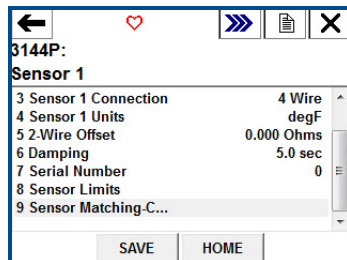 3144P:
Sensor 1
3 Sensor 1 Connection 4 Wire
4 Sensor 1 Units degF
5 2-Wire Offset 0.000 Ohms
6 Damping 5.0 sec
7 Serial Number 0
8 Sensor Limits
9 Sensor Matching-C...
SAVE HOME